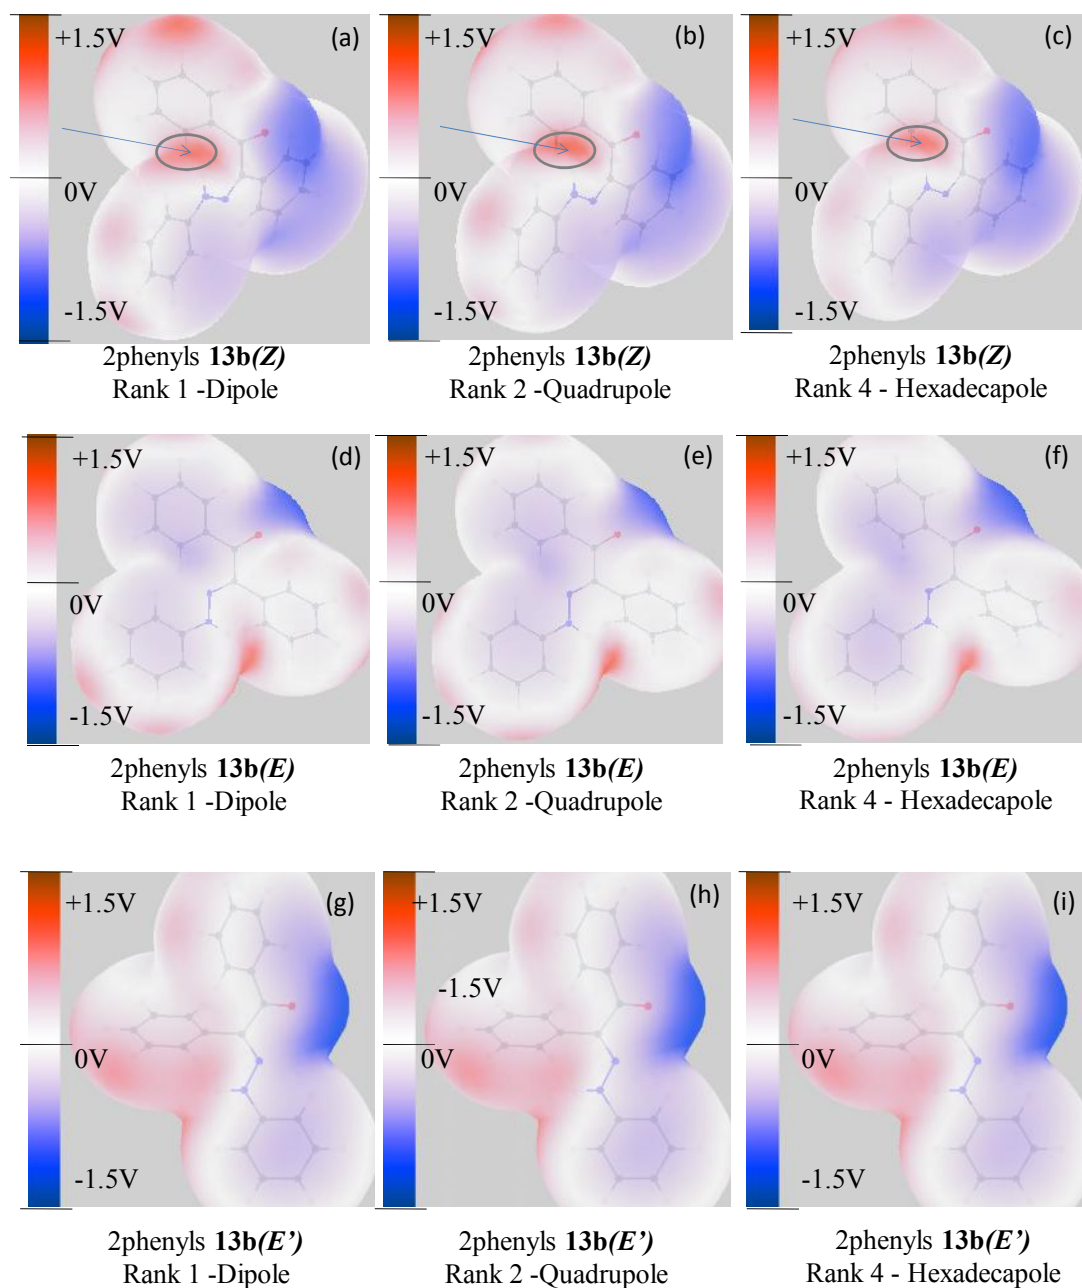 +1.5V (a) +1.5V (b) +1.5V (c)
0V 0V 0V
-1.5V -1.5V -1.5V
2phenyls 13b(Z) 2phenyls 13b(Z) 2phenyls 13b(Z)
Rank 1 -Dipole Rank 2 -Quadrupole Rank 4 - Hexadecapole
+1.5V (d) +1.5V (e) +1.5V (f)
0V 0V 0V
-1.5V -1.5V -1.5V
2phenyls 13b(E) 2phenyls 13b(E) 2phenyls 13b(E)
Rank 1 -Dipole Rank 2 -Quadrupole Rank 4 - Hexadecapole
+1.5V (g) +1.5V (h) +1.5V (i)
-1.5V
0V 0V 0V
-1.5V -1.5V
2phenyls 13b(E’) 2phenyls 13b(E’) 2phenyls 13b(E’)
Rank 1 -Dipole Rank 2 -Quadrupole Rank 4 - Hexadecapole